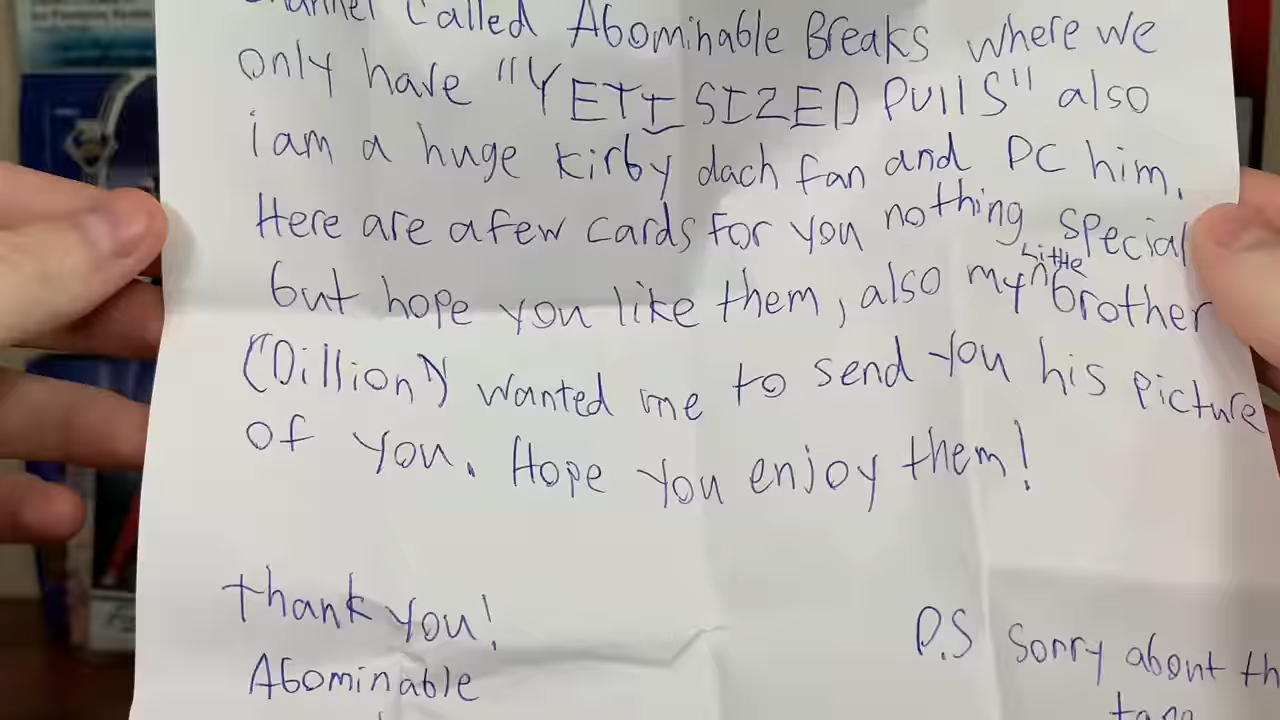 Channel called Abominable Breaks where we
only have "YETI SIZED PUllS" also
i am a huge kirby dach fan and PC him.
Here are a few cards for you nothing special
but hope you like them, also my little brother
(Dillion) wanted me to send you his picture
of you. Hope you enjoy them!
thank you!
Abominable
P.S sorry about th